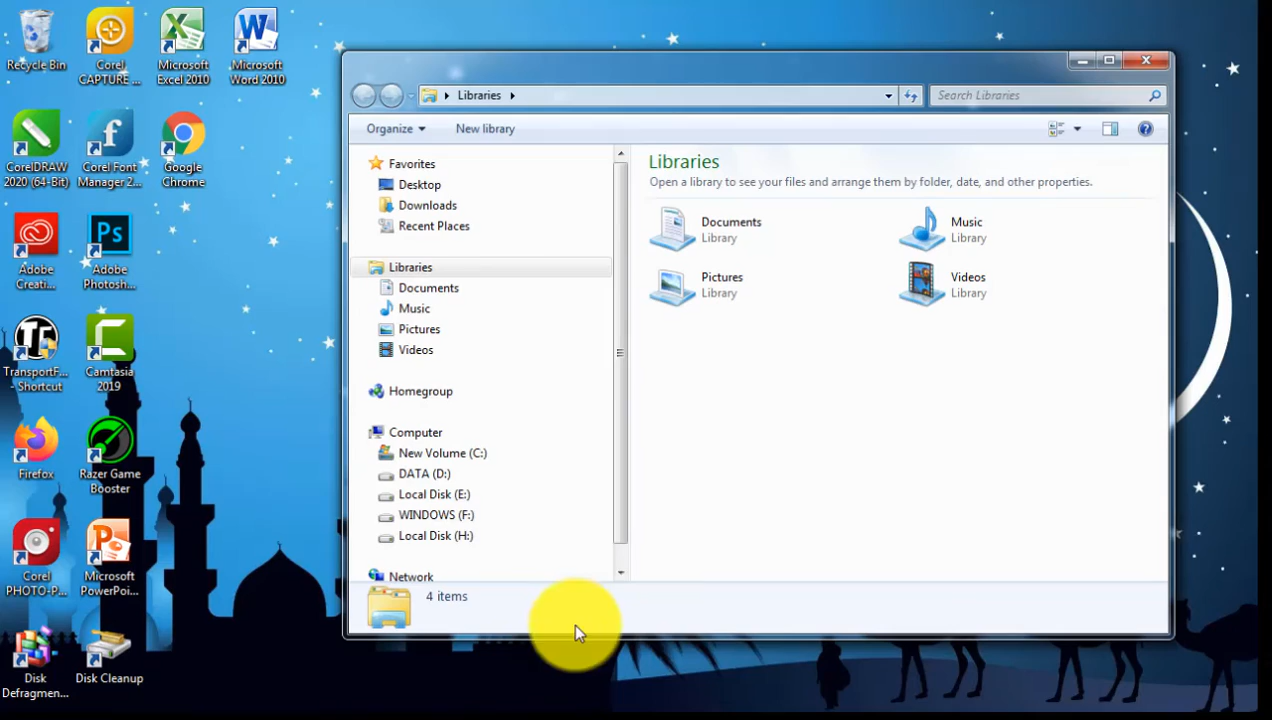 Recycle Bin
Corel
CAPTURE ...
Microsoft
Excel 2010
Microsoft
Word 2010
CorelDRAW
2020 (64-Bit)
Corel Font
Manager 2...
Google
Chrome
Adobe
Creati...
Ps
Adobe
Photosh...
TransportF...
- Shortcut
Camtasia
2019
Firefox
Razer Game
Booster
Corel
PHOTO-P...
Microsoft
PowerPoi...
Disk
Defragmen...
Disk Cleanup
Libraries
Search Libraries
Organize
New library
Favorites
Desktop
Downloads
Recent Places
Libraries
Documents
Music
Pictures
Videos
Homegroup
Computer
New Volume (C:)
DATA (D:)
Local Disk (E:)
WINDOWS (F:)
Local Disk (H:)
Network
Libraries
Open a library to see your files and arrange them by folder, date, and other properties.
Documents
Library
Music
Library
Pictures
Library
Videos
Library
4 items